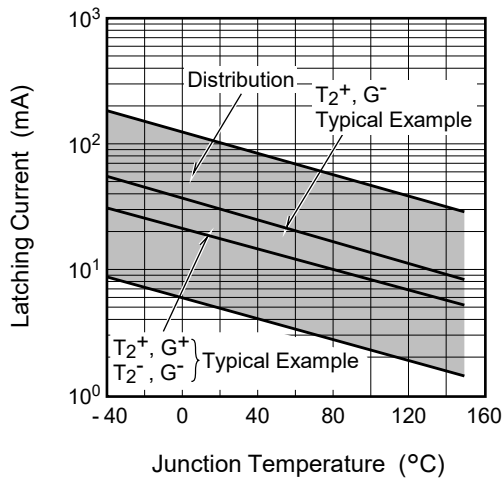 10³
Distribution
T₂⁺, G⁻
Typical Example
10²
Latching Current (mA)
10¹
T₂⁺, G⁺
T₂⁻, G⁻
} Typical Example
10⁰
- 40 0 40 80 120 160
Junction Temperature (°C)